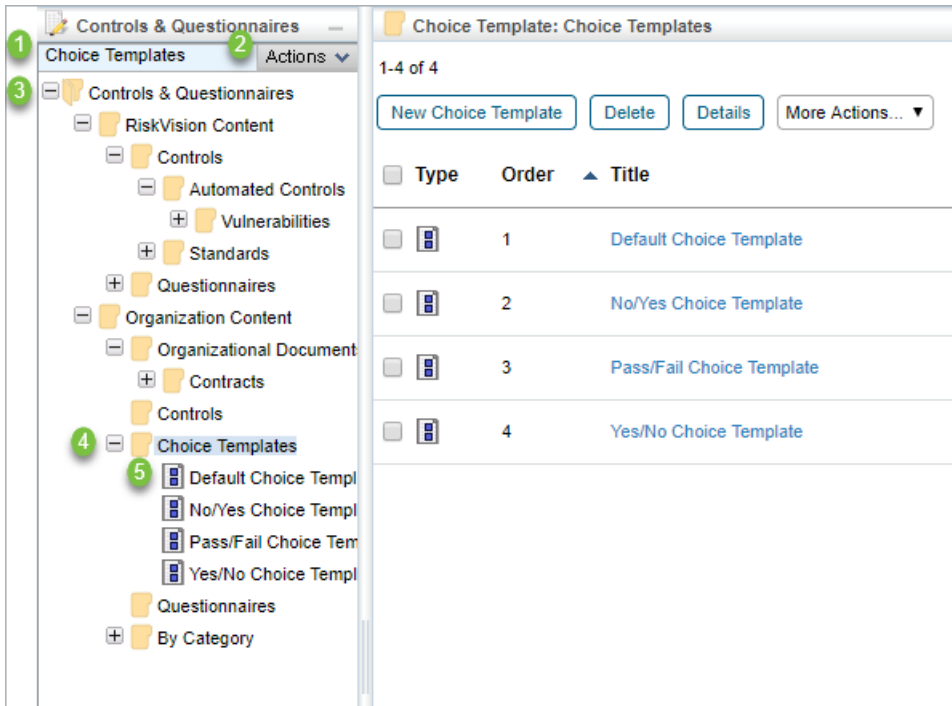 Controls & Questionnaires
1
2
Choice Templates
Actions
3
Controls & Questionnaires
RiskVision Content
Controls
Automated Controls
Vulnerabilities
Standards
Questionnaires
Organization Content
Organizational Document
Contracts
Controls
4
Choice Templates
5
Default Choice Templ
No/Yes Choice Templ
Pass/Fail Choice Tem
Yes/No Choice Templ
Questionnaires
By Category
Choice Template: Choice Templates
1-4 of 4
New Choice Template Delete Details More Actions...
Type Order Title
1 Default Choice Template
2 No/Yes Choice Template
3 Pass/Fail Choice Template
4 Yes/No Choice Template